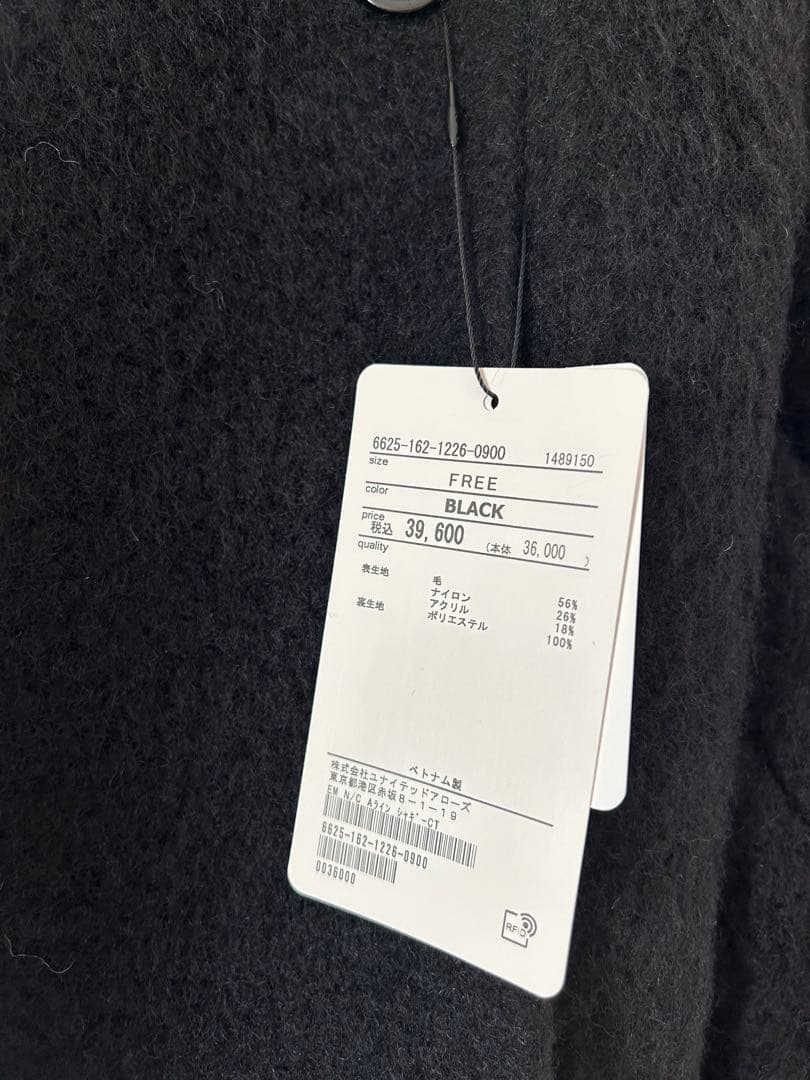 6625-162-1226-0900 1489150
size FREE
color BLACK
price 税込 39,600 (本体 36,000 )
quality
表生地 毛 56%
ナイロン 26%
アクリル 18%
裏生地 ポリエステル 100%
ベトナム製
株式会社ユナイテッドアローズ
東京都港区赤坂8-1-19
EM N/C Aライン シャギ-CT
6625-162-1226-0900
0036000
RFID